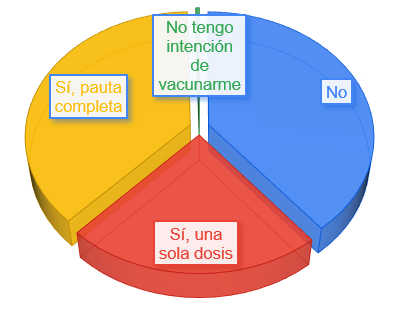 No tengo
intención
de
vacunarme
Sí, pauta
completa
No
Sí, una
sola dosis